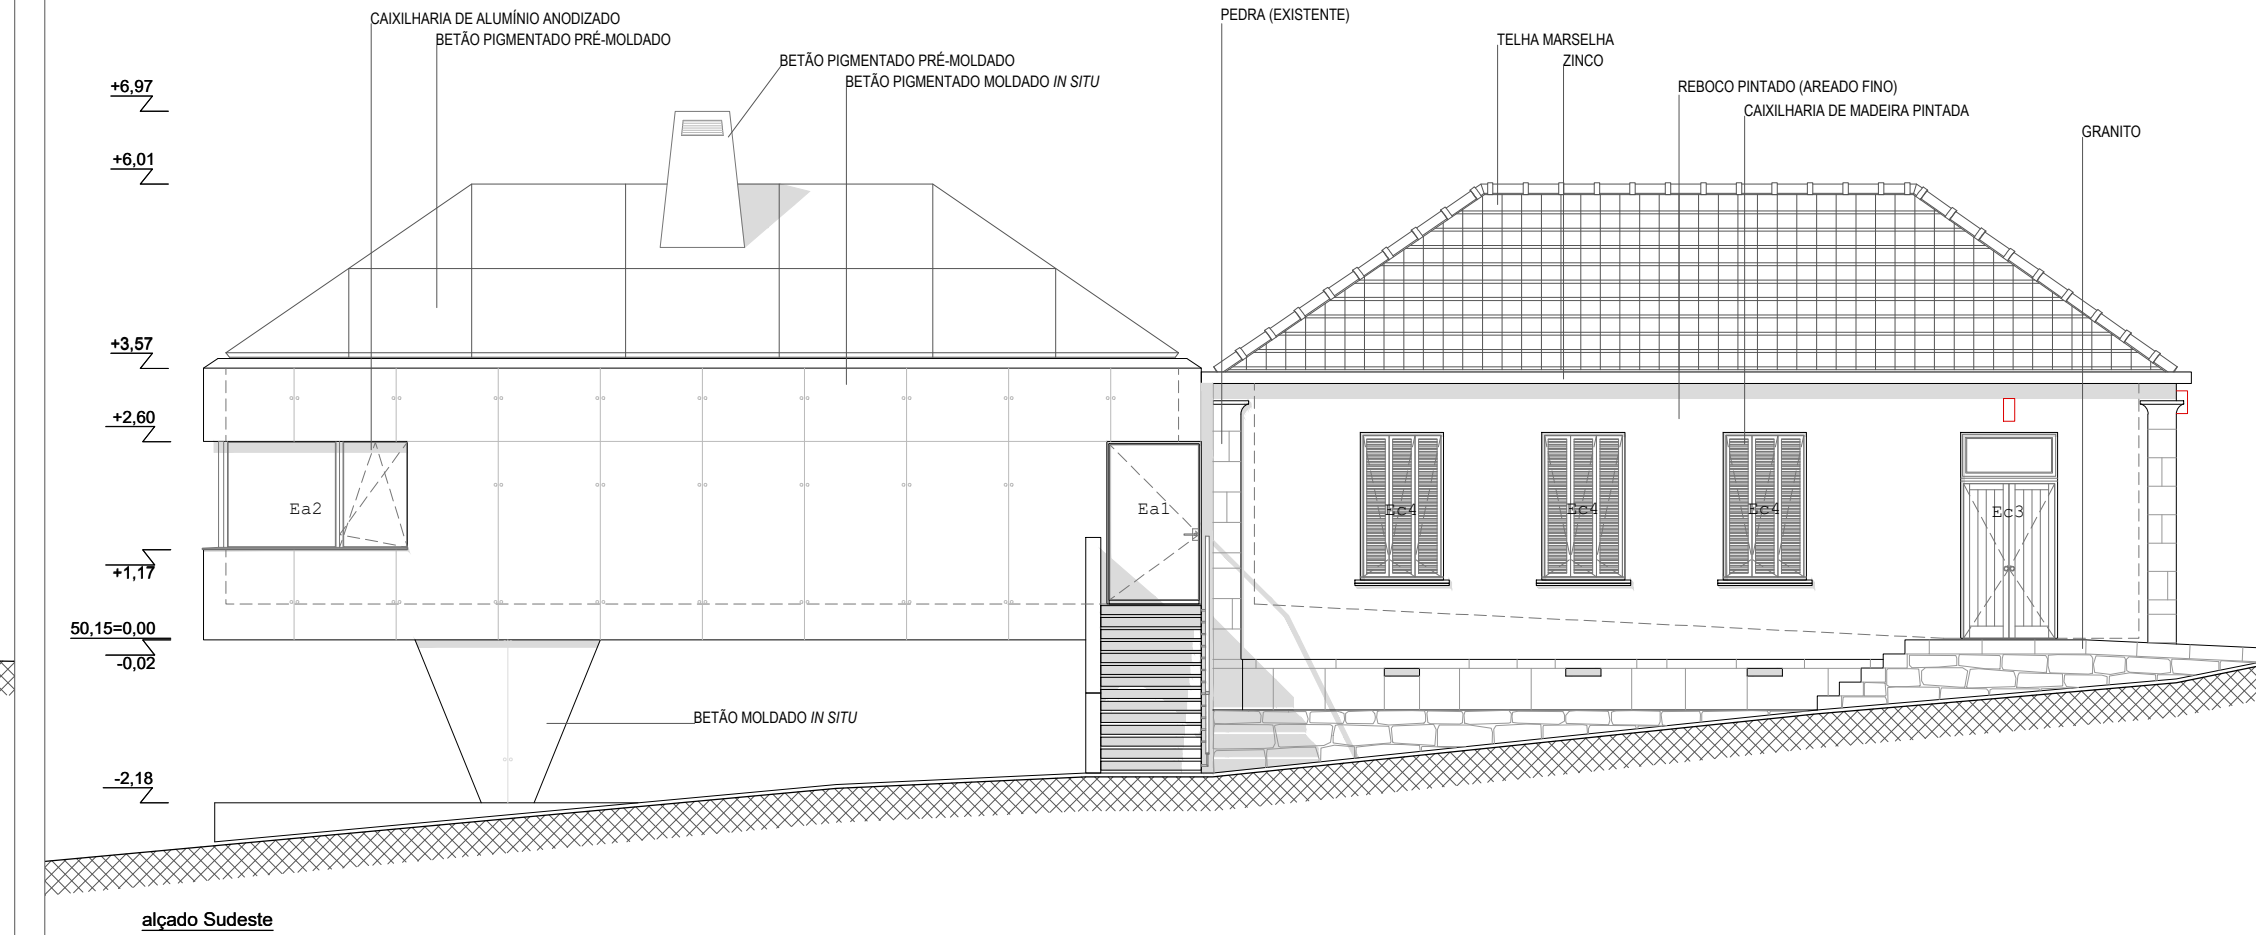 CAIXILHARIA DE ALUMÍNIO ANODIZADO
BETÃO PIGMENTADO PRÉ-MOLDADO
BETÃO PIGMENTADO PRÉ-MOLDADO
BETÃO PIGMENTADO MOLDADO IN SITU
PEDRA (EXISTENTE)
TELHA MARSELHA
ZINCO
REBOCO PINTADO (AREADO FINO)
CAIXILHARIA DE MADEIRA PINTADA
GRANITO
+6,97
+6,01
+3,57
+2,60
+1,17
50,15=0,00
-0,02
-2,18
Ea2
Ea1
Ec4
Ec4
Ec4
Ec3
BETÃO MOLDADO IN SITU
alçado Sudeste